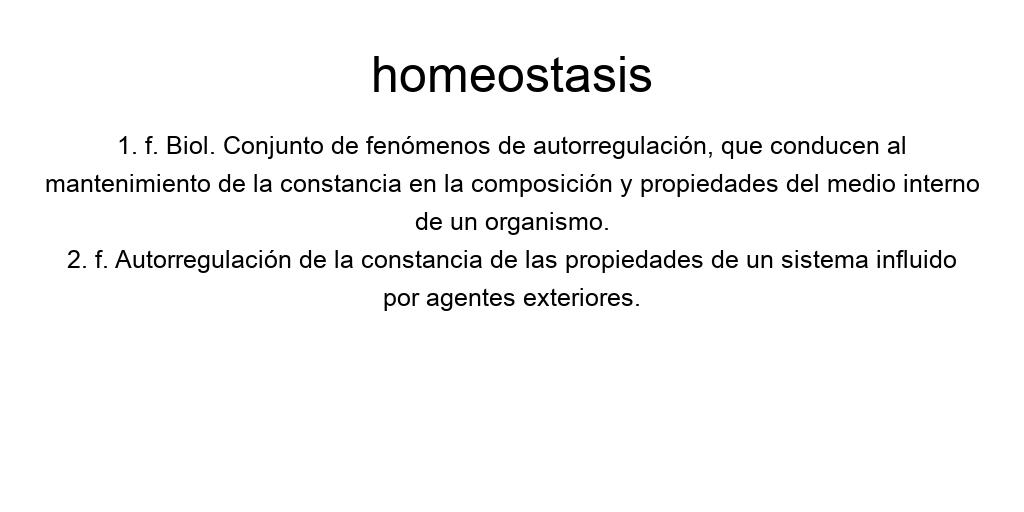 homeostasis
1. f. Biol. Conjunto de fenómenos de autorregulación, que conducen al
mantenimiento de la constancia en la composición y propiedades del medio interno
de un organismo.
2. f. Autorregulación de la constancia de las propiedades de un sistema influido
por agentes exteriores.